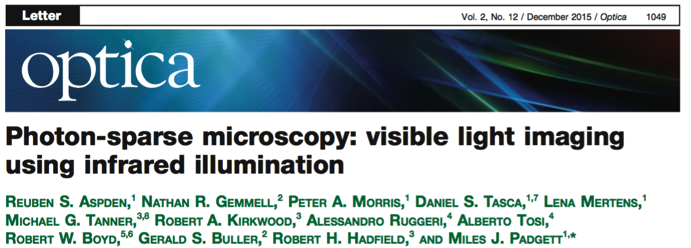 Letter Vol. 2, No. 12 / December 2015 / Optica 1049
optica
Photon-sparse microscopy: visible light imaging
using infrared illumination
REUBEN S. ASPDEN,¹ NATHAN R. GEMMELL,² PETER A. MORRIS,¹ DANIEL S. TASCA,¹,⁷ LENA MERTENS,¹
MICHAEL G. TANNER,³,⁸ ROBERT A. KIRKWOOD,³ ALESSANDRO RUGGERI,⁴ ALBERTO TOSI,⁴
ROBERT W. BOYD,⁵,⁶ GERALD S. BULLER,² ROBERT H. HADFIELD,³ AND MILES J. PADGETT¹,*